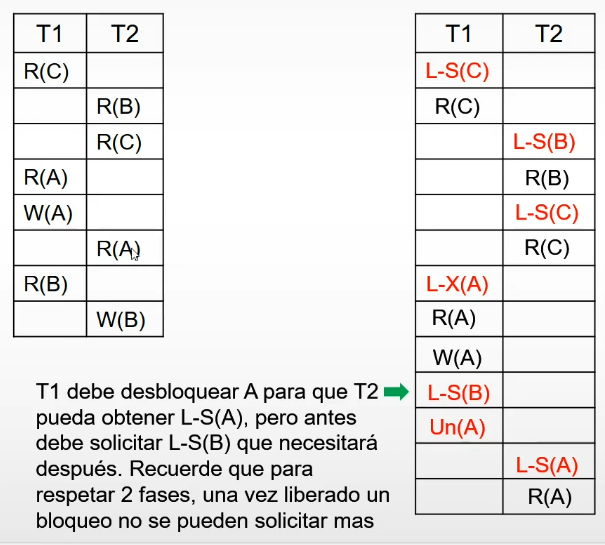 T1 T2
R(C)
R(B)
R(C)
R(A)
W(A)
R(A)
R(B)
W(B)
T1 debe desbloquear A para que T2
pueda obtener L-S(A), pero antes
debe solicitar L-S(B) que necesitará
después. Recuerde que para
respetar 2 fases, una vez liberado un
bloqueo no se pueden solicitar mas
T1 T2
L-S(C)
R(C)
L-S(B)
R(B)
L-S(C)
R(C)
L-X(A)
R(A)
W(A)
L-S(B)
Un(A)
L-S(A)
R(A)